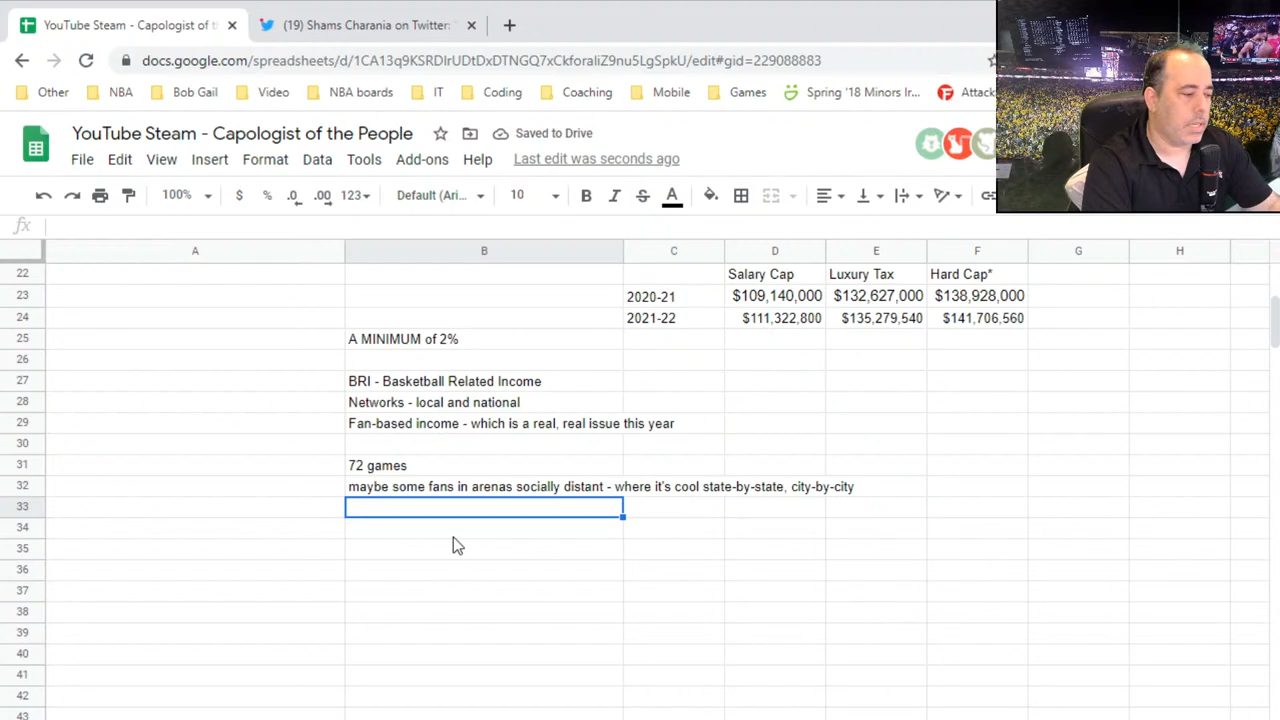 YouTube Steam - Capologist of t
(19) Shams Charania on Twitter:
docs.google.com/spreadsheets/d/1CA13q9KSRDIrUDtDxDTNGQ7xCkforaliZ9nu5LgSpkU/edit#gid=229088883
Other NBA Bob Gail Video NBA boards IT Coding Coaching Mobile Games Spring '18 Minors Ir... Attack
YouTube Steam - Capologist of the People Saved to Drive
File Edit View Insert Format Data Tools Add-ons Help Last edit was seconds ago
100% $ % .0 .00 123 Default (Ari... 10 B I S A
fx
A B C D E F G H
22 Salary Cap Luxury Tax Hard Cap*
23 2020-21 $109,140,000 $132,627,000 $138,928,000
24 2021-22 $111,322,800 $135,279,540 $141,706,560
25 A MINIMUM of 2%
26
27 BRI - Basketball Related Income
28 Networks - local and national
29 Fan-based income - which is a real, real issue this year
30
31 72 games
32 maybe some fans in arenas socially distant - where it's cool state-by-state, city-by-city
33
34
35
36
37
38
39
40
41
42
43